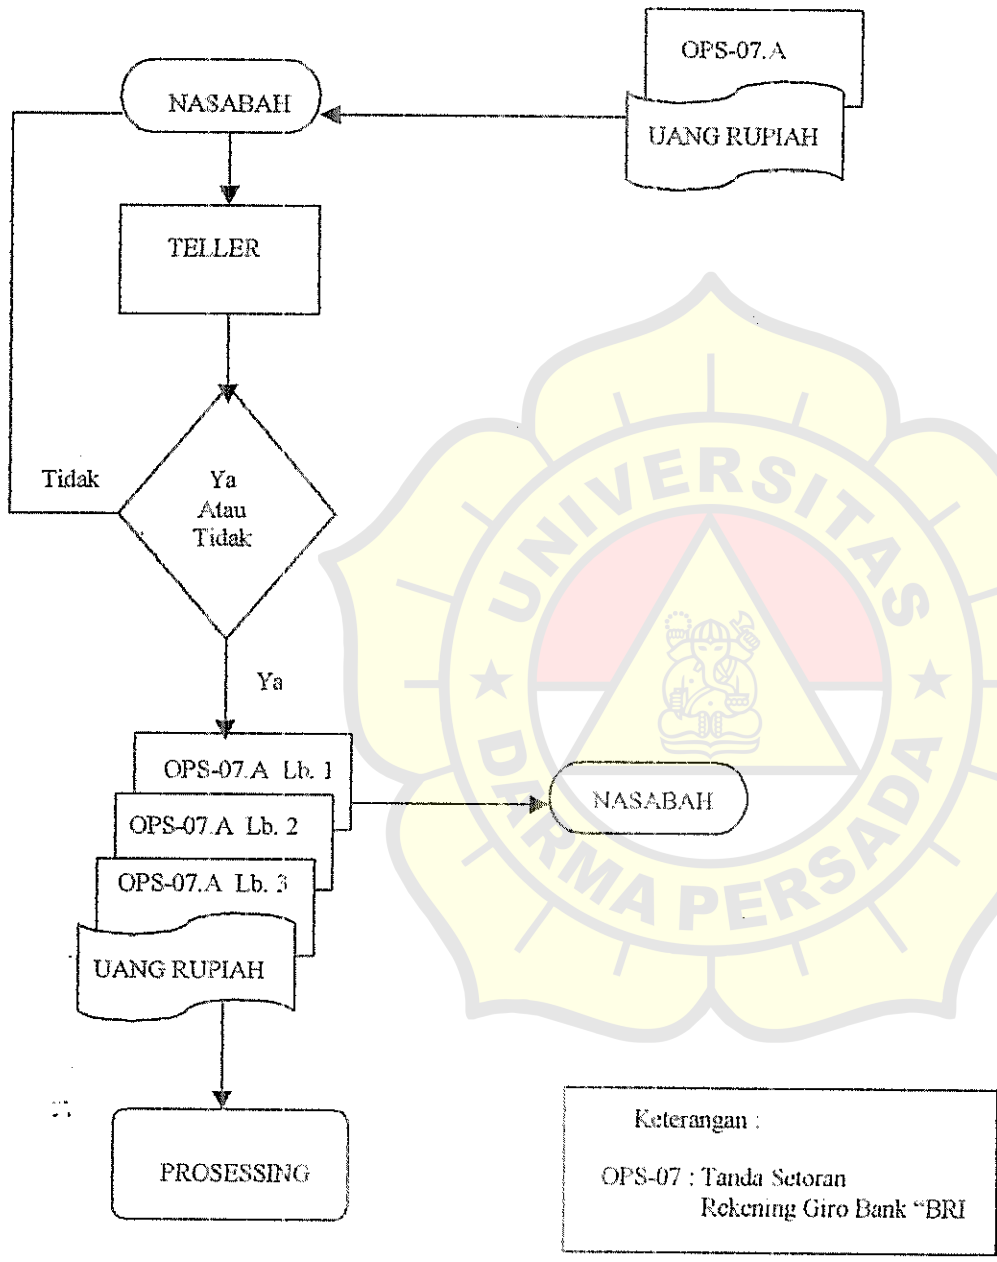 OPS-07.A
NASABAH
UANG RUPIAH
TELLER
Tidak
Ya
Atau
Tidak
Ya
OPS-07.A Lb. 1
NASABAH
OPS-07.A Lb. 2
OPS-07.A Lb. 3
UANG RUPIAH
PROSESSING
Keterangan :
OPS-07 : Tanda Setoran
Rekening Giro Bank “BRI
UNIVERSITAS
DARMA PERSADA